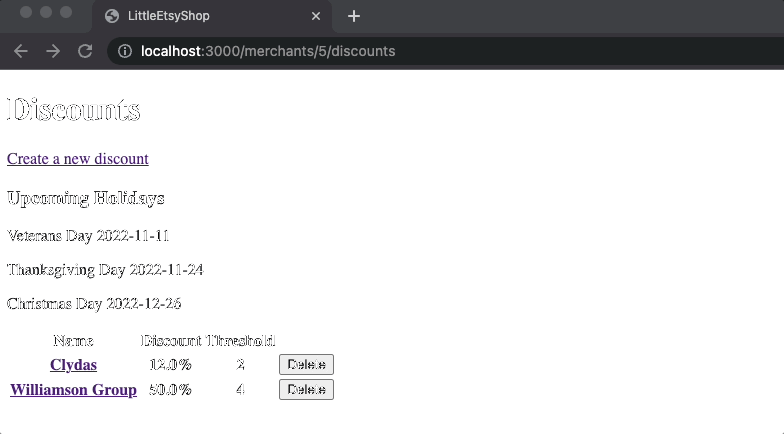 LittleEtsyShop
localhost:3000/merchants/5/discounts
Discounts
Create a new discount
Upcoming Holidays
Veterans Day 2022-11-11
Thanksgiving Day 2022-11-24
Christmas Day 2022-12-26
Name Discount Threshold
Clydas 12.0% 2 Delete
Williamson Group 50.0% 4 Delete